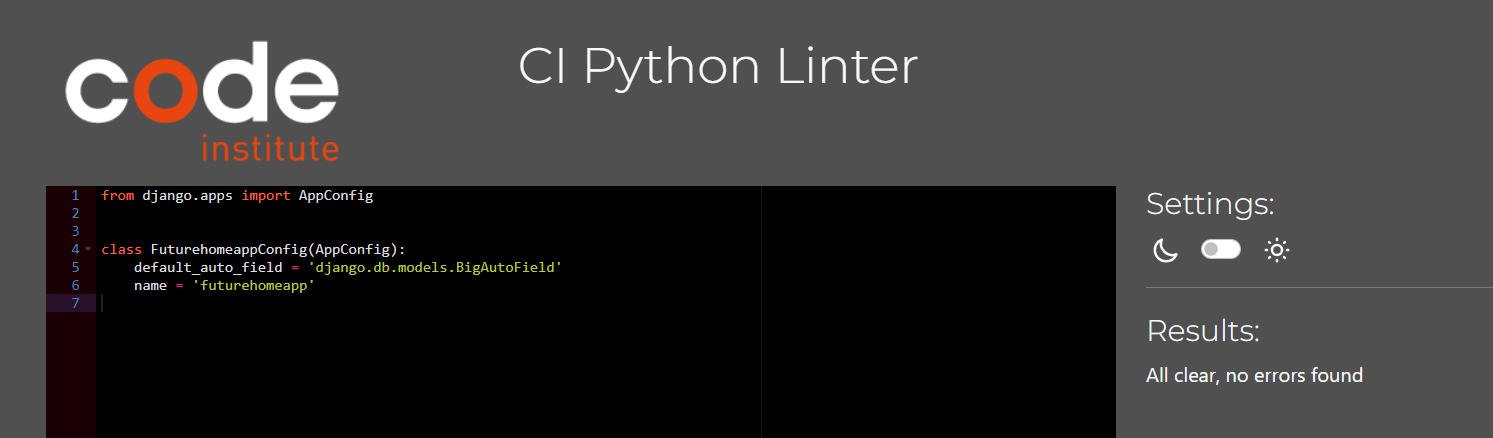 code
institute
CI Python Linter
1 from django.apps import AppConfig
2
3
4 class FuturehomeappConfig(AppConfig):
5     default_auto_field = 'django.db.models.BigAutoField'
6     name = 'futurehomeapp'
7
Settings:
Results:
All clear, no errors found